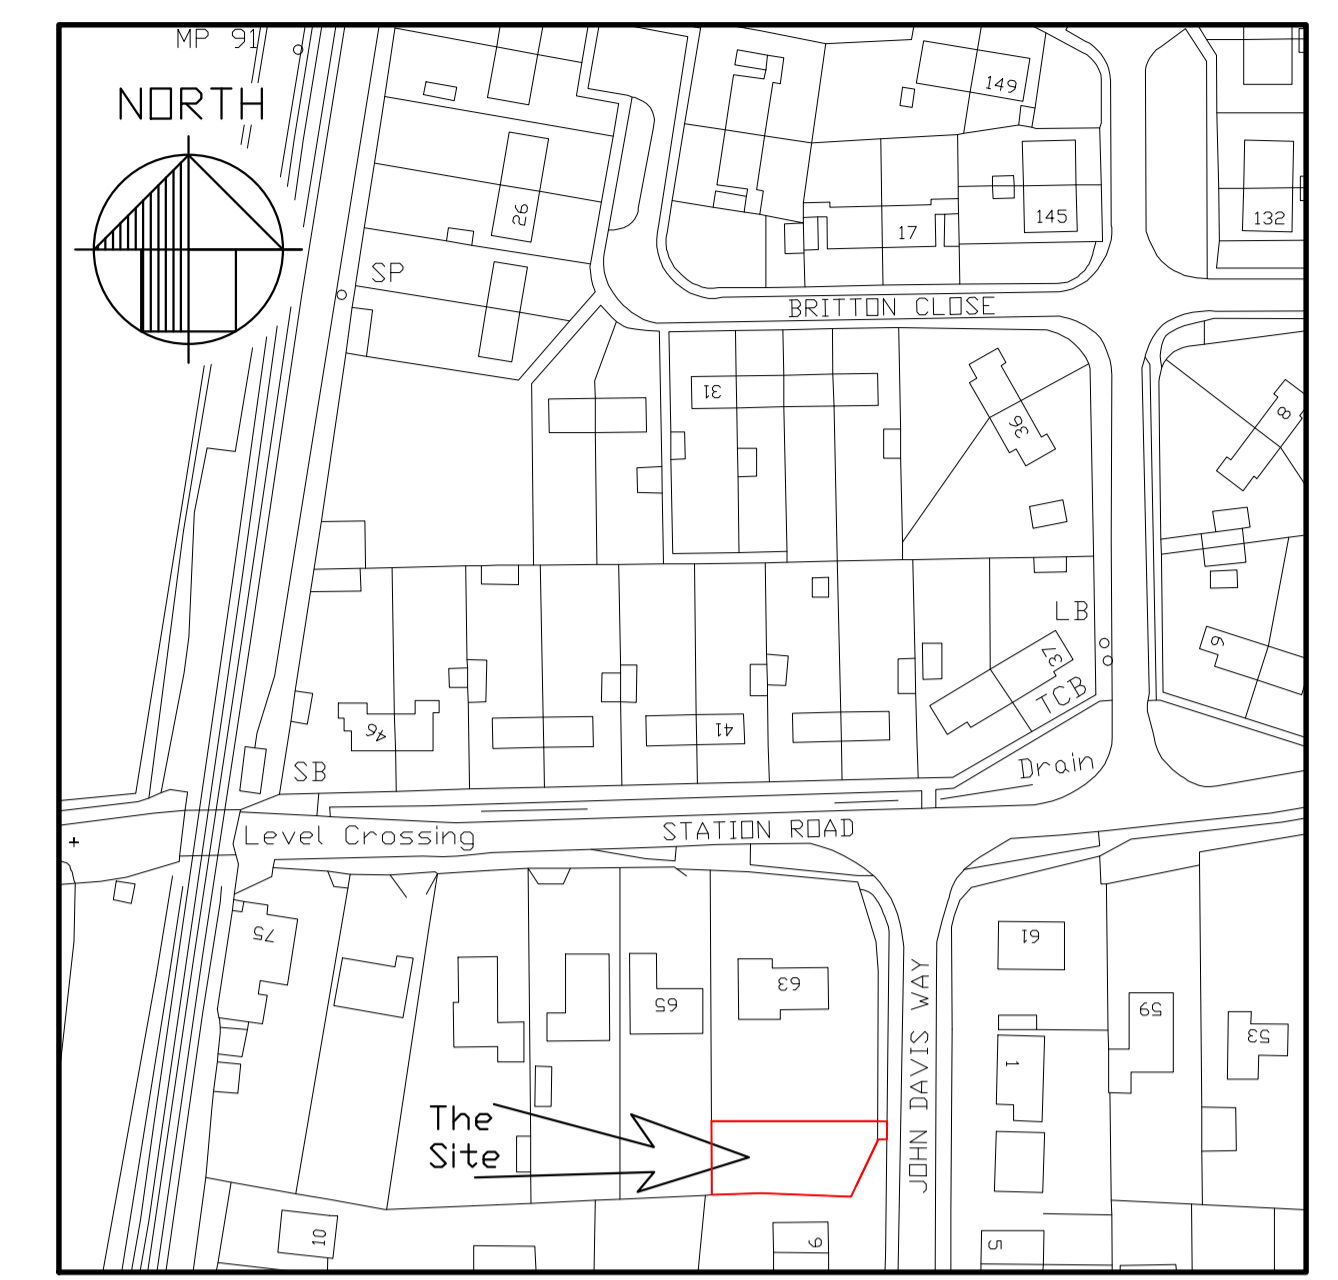 MP 91
NORTH
149
26
17
145
132
SP
BRITTON CLOSE
31
36
8
LB
37
TCB
9
46
41
SB
Drain
Level Crossing
STATION ROAD
75
65
63
61
59
53
JOHN DAVIS WAY
1
The
Site
10
9
5